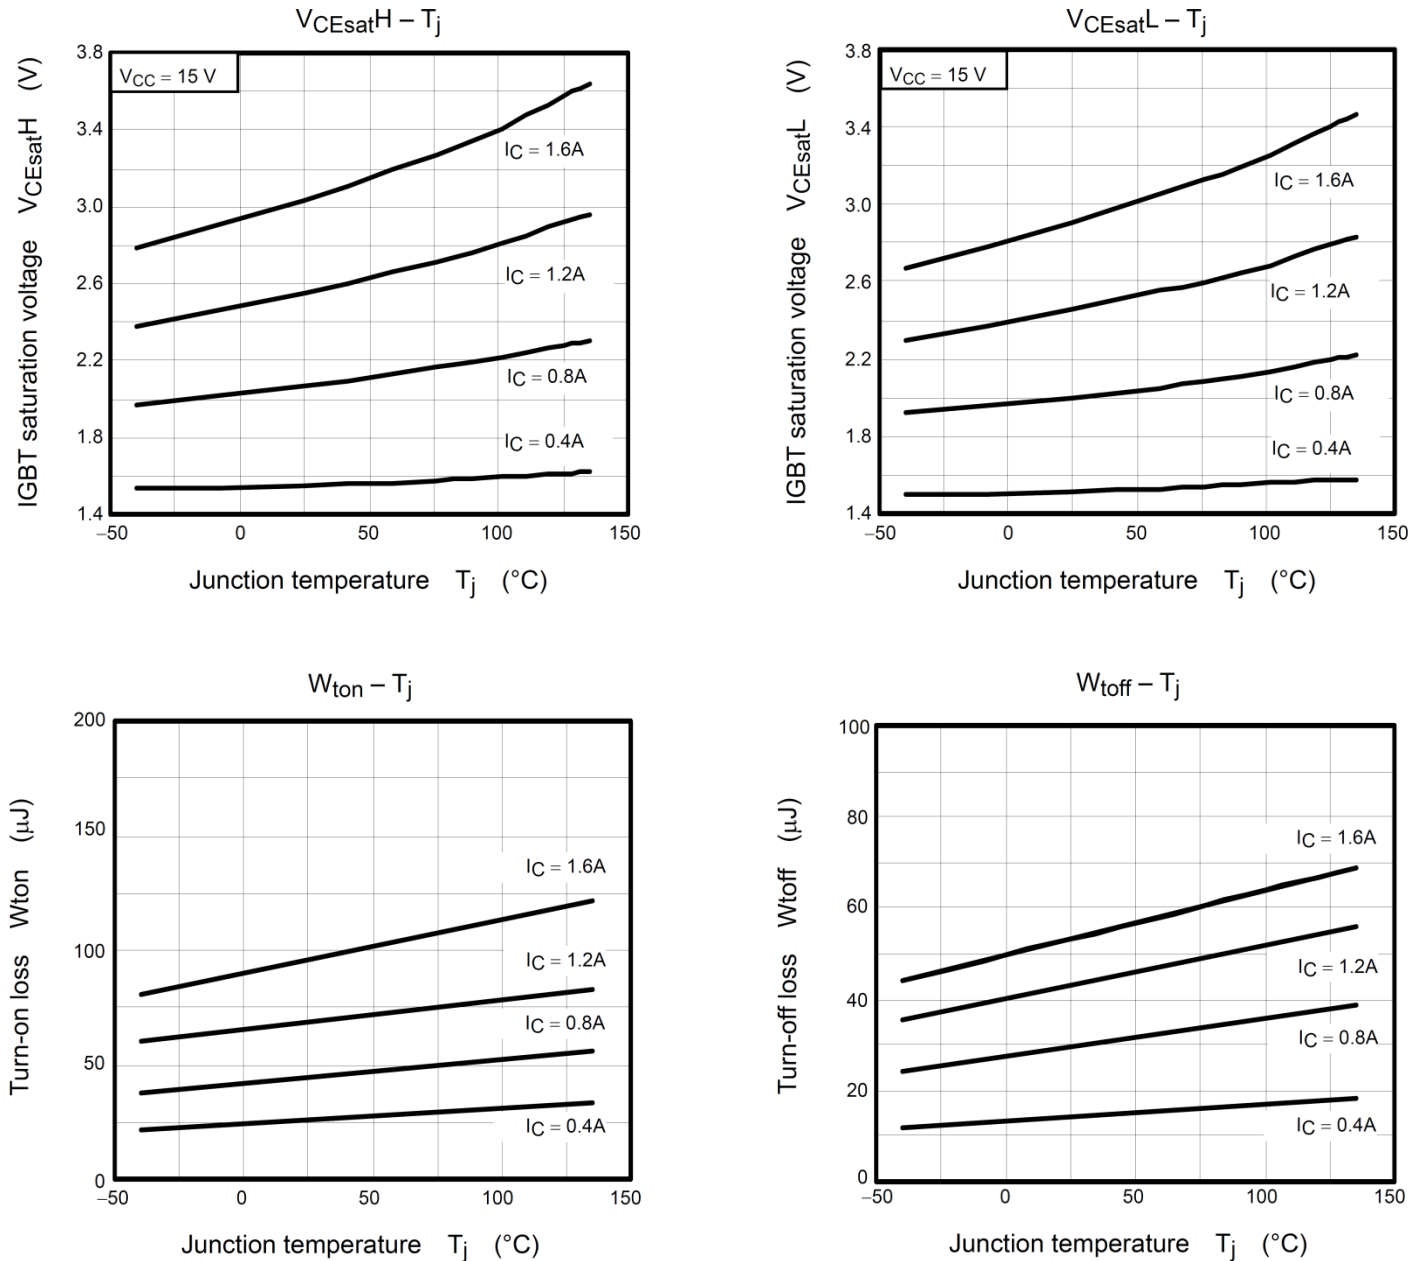 VCEsatH – Tj
VCC = 15 V
IGBT saturation voltage VCEsatH (V)
3.8
3.4
3.0
2.6
2.2
1.8
1.4
IC = 1.6A
IC = 1.2A
IC = 0.8A
IC = 0.4A
–50 0 50 100 150
Junction temperature Tj (°C)
VCEsatL – Tj
VCC = 15 V
IGBT saturation voltage VCEsatL (V)
3.8
3.4
3.0
2.6
2.2
1.8
1.4
IC = 1.6A
IC = 1.2A
IC = 0.8A
IC = 0.4A
–50 0 50 100 150
Junction temperature Tj (°C)
Wton – Tj
Turn-on loss Wton (μJ)
200
150
100
50
0
IC = 1.6A
IC = 1.2A
IC = 0.8A
IC = 0.4A
–50 0 50 100 150
Junction temperature Tj (°C)
Wtoff – Tj
Turn-off loss Wtoff (μJ)
100
80
60
40
20
0
IC = 1.6A
IC = 1.2A
IC = 0.8A
IC = 0.4A
–50 0 50 100 150
Junction temperature Tj (°C)